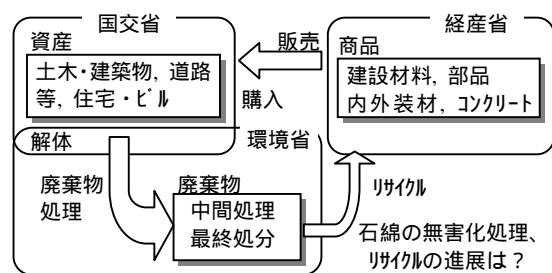 国交省
資産
土木・建築物, 道路
等, 住宅・ﾋﾞﾙ
販売
購入
経産省
商品
建設材料, 部品
内外装材, ｺﾝｸﾘｰﾄ
解体
環境省
廃棄物
処理
廃棄物
中間処理
最終処分
ﾘｻｲｸﾙ
石綿の無害化処理、
ﾘｻｲｸﾙの進展は？